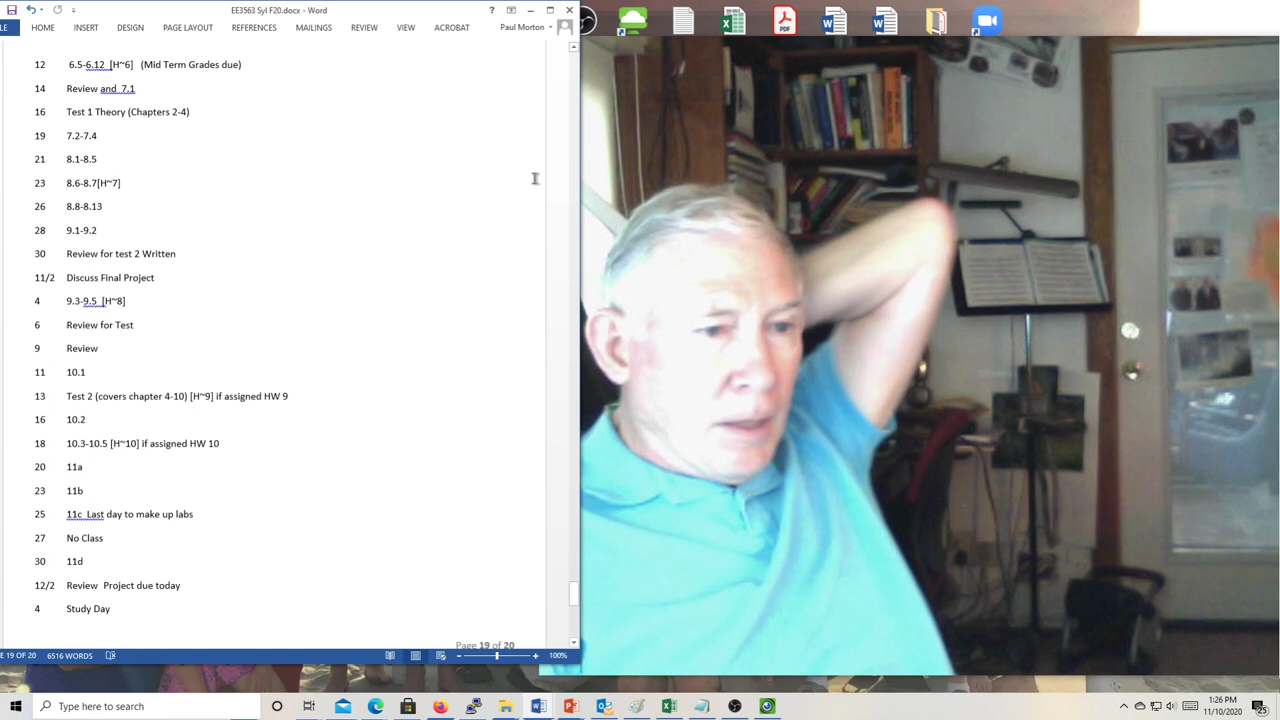 EE3563 Syl F20.docx - Word
LE
HOME
INSERT
DESIGN
PAGE LAYOUT
REFERENCES
MAILINGS
REVIEW
VIEW
ACROBAT
Paul Morton
12 6.5-6.12 [H~6] (Mid Term Grades due)
14 Review and 7.1
16 Test 1 Theory (Chapters 2-4)
19 7.2-7.4
21 8.1-8.5
23 8.6-8.7[H~7]
26 8.8-8.13
28 9.1-9.2
30 Review for test 2 Written
11/2 Discuss Final Project
4 9.3-9.5 [H~8]
6 Review for Test
9 Review
11 10.1
13 Test 2 (covers chapter 4-10) [H~9] if assigned HW 9
16 10.2
18 10.3-10.5 [H~10] if assigned HW 10
20 11a
23 11b
25 11c Last day to make up labs
27 No Class
30 11d
12/2 Review Project due today
4 Study Day
Page 19 of 20
E 19 OF 20
6516 WORDS
100%
PDF
Type here to search
1:26 PM
11/10/2020
25